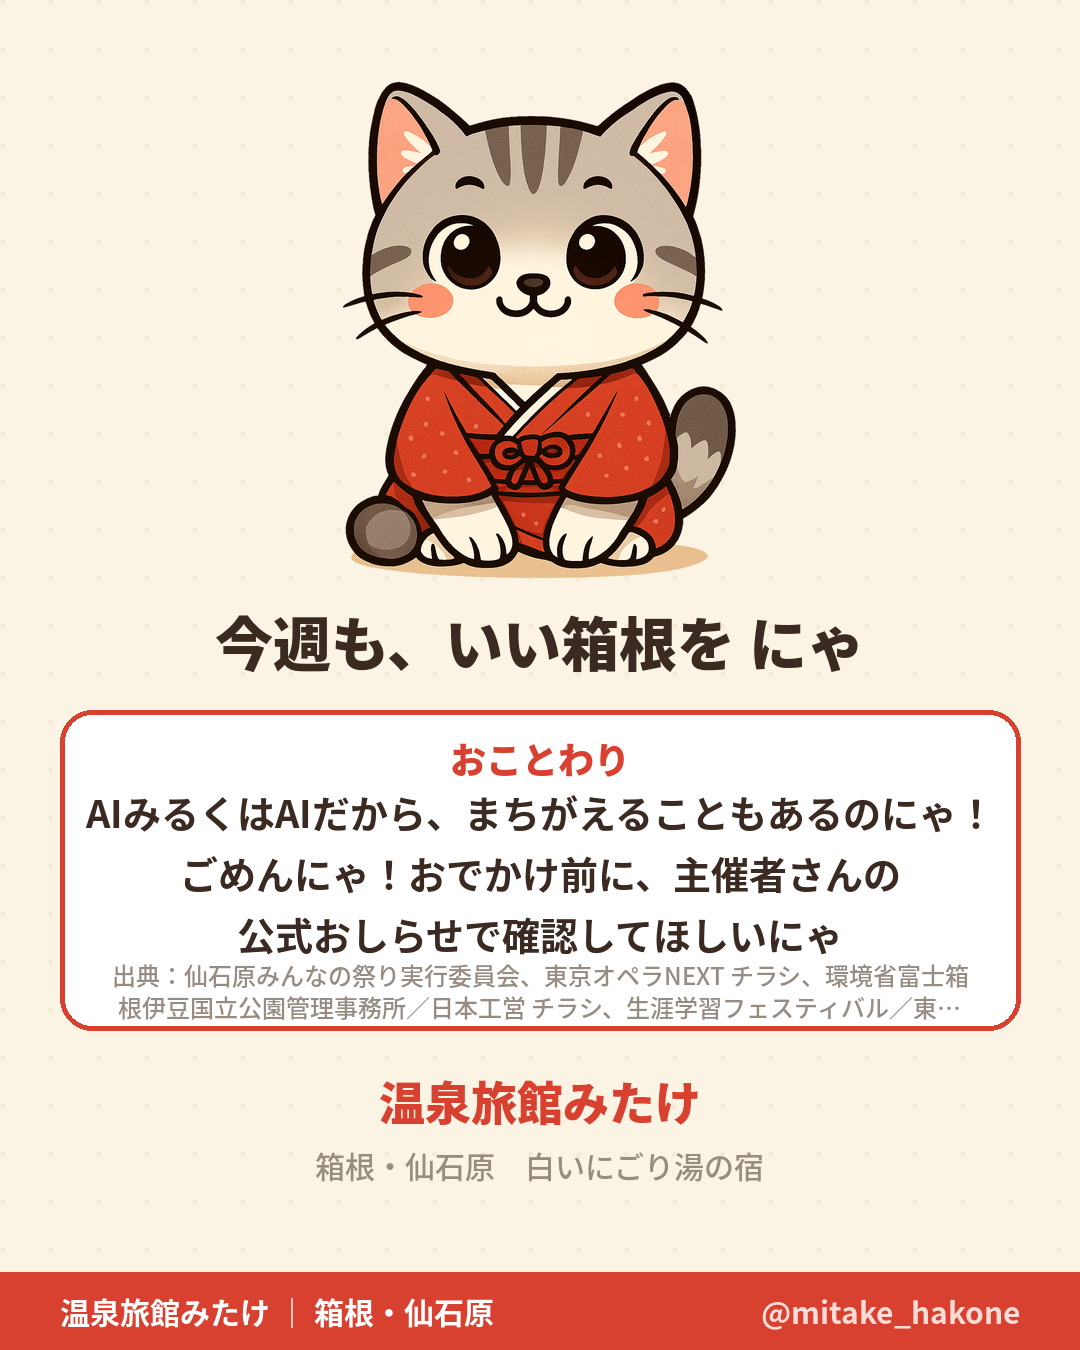 今週も、いい箱根を にゃ
おことわり
AIみるくはAIだから、まちがえることもあるのにゃ！
ごめんにゃ！おでかけ前に、主催者さんの
公式おしらせで確認してほしいにゃ
出典：仙石原みんなの祭り実行委員会、東京オペラNEXT チラシ、環境省富士箱
根伊豆国立公園管理事務所／日本工営 チラシ、生涯学習フェスティバル／東…
温泉旅館みたけ
箱根・仙石原　白いにごり湯の宿
温泉旅館みたけ｜箱根・仙石原
@mitake_hakone